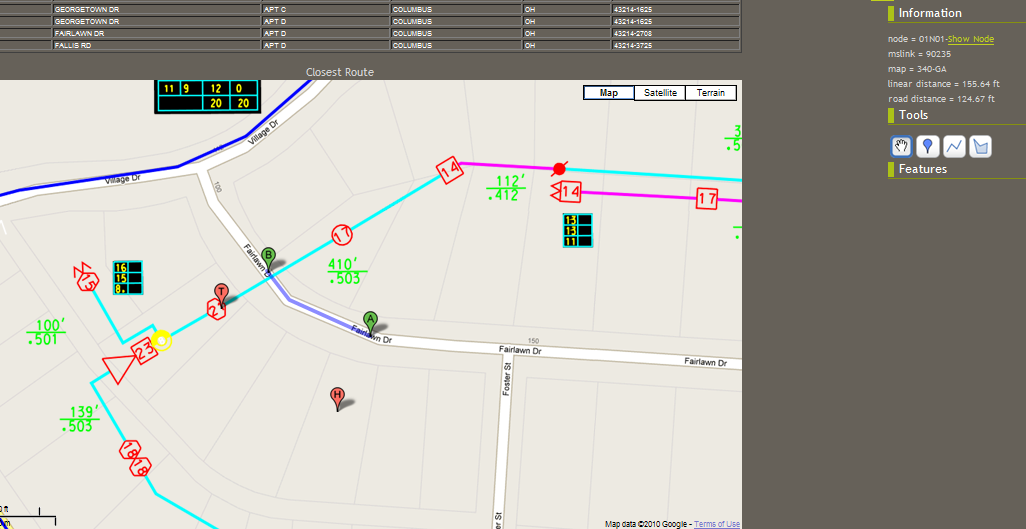 GEORGETOWN DR APT C COLUMBUS OH 43214-1625
GEORGETOWN DR APT D COLUMBUS OH 43214-1625
FAIRLAWN DR APT D COLUMBUS OH 43214-2708
FALLIS RD APT D COLUMBUS OH 43214-3725
Closest Route
11 9 12 0
20 20
Map Satellite Terrain
Village Dr
Village Dr
100
14
112'
.412
14
17
13
13
11
17
Fairlawn Dr
B
410'
.503
16
15
8.
15
T
21
A
Fairlawn Dr
100'
.501
23
150
Fairlawn Dr
Fairlawn Dr
Foster St
H
139'
.503
18
18
Map data ©2010 Google - Terms of Use
Information
node = 01N01-Show Node
mslink = 90235
map = 340-GA
linear distance = 155.64 ft
road distance = 124.67 ft
Tools
Features